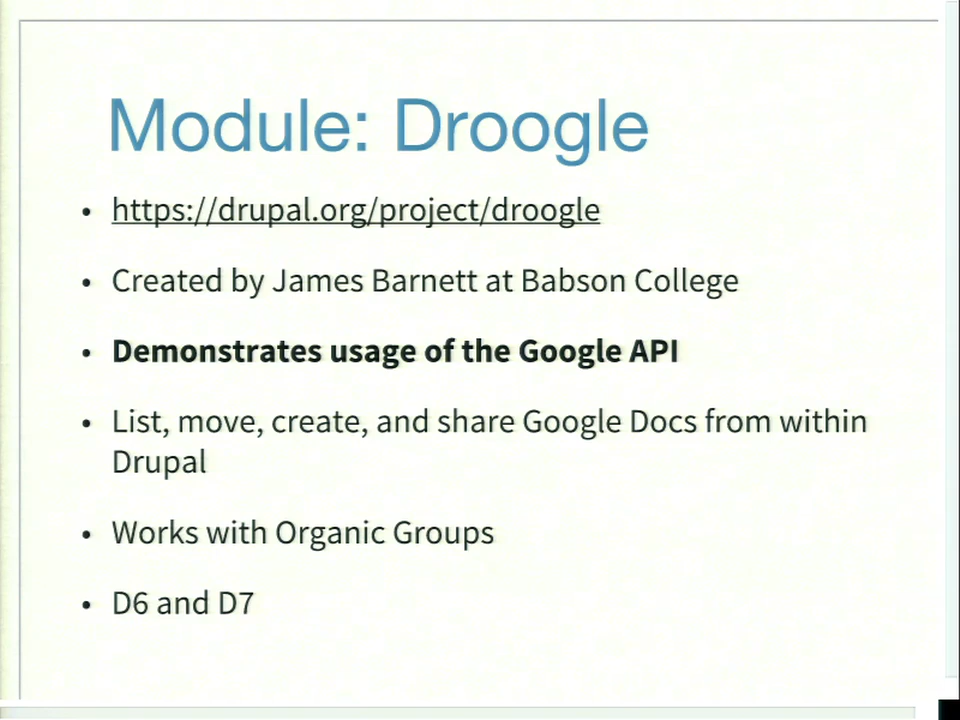 Module: Droogle
• https://drupal.org/project/droogle
• Created by James Barnett at Babson College
• Demonstrates usage of the Google API
• List, move, create, and share Google Docs from within
Drupal
• Works with Organic Groups
• D6 and D7